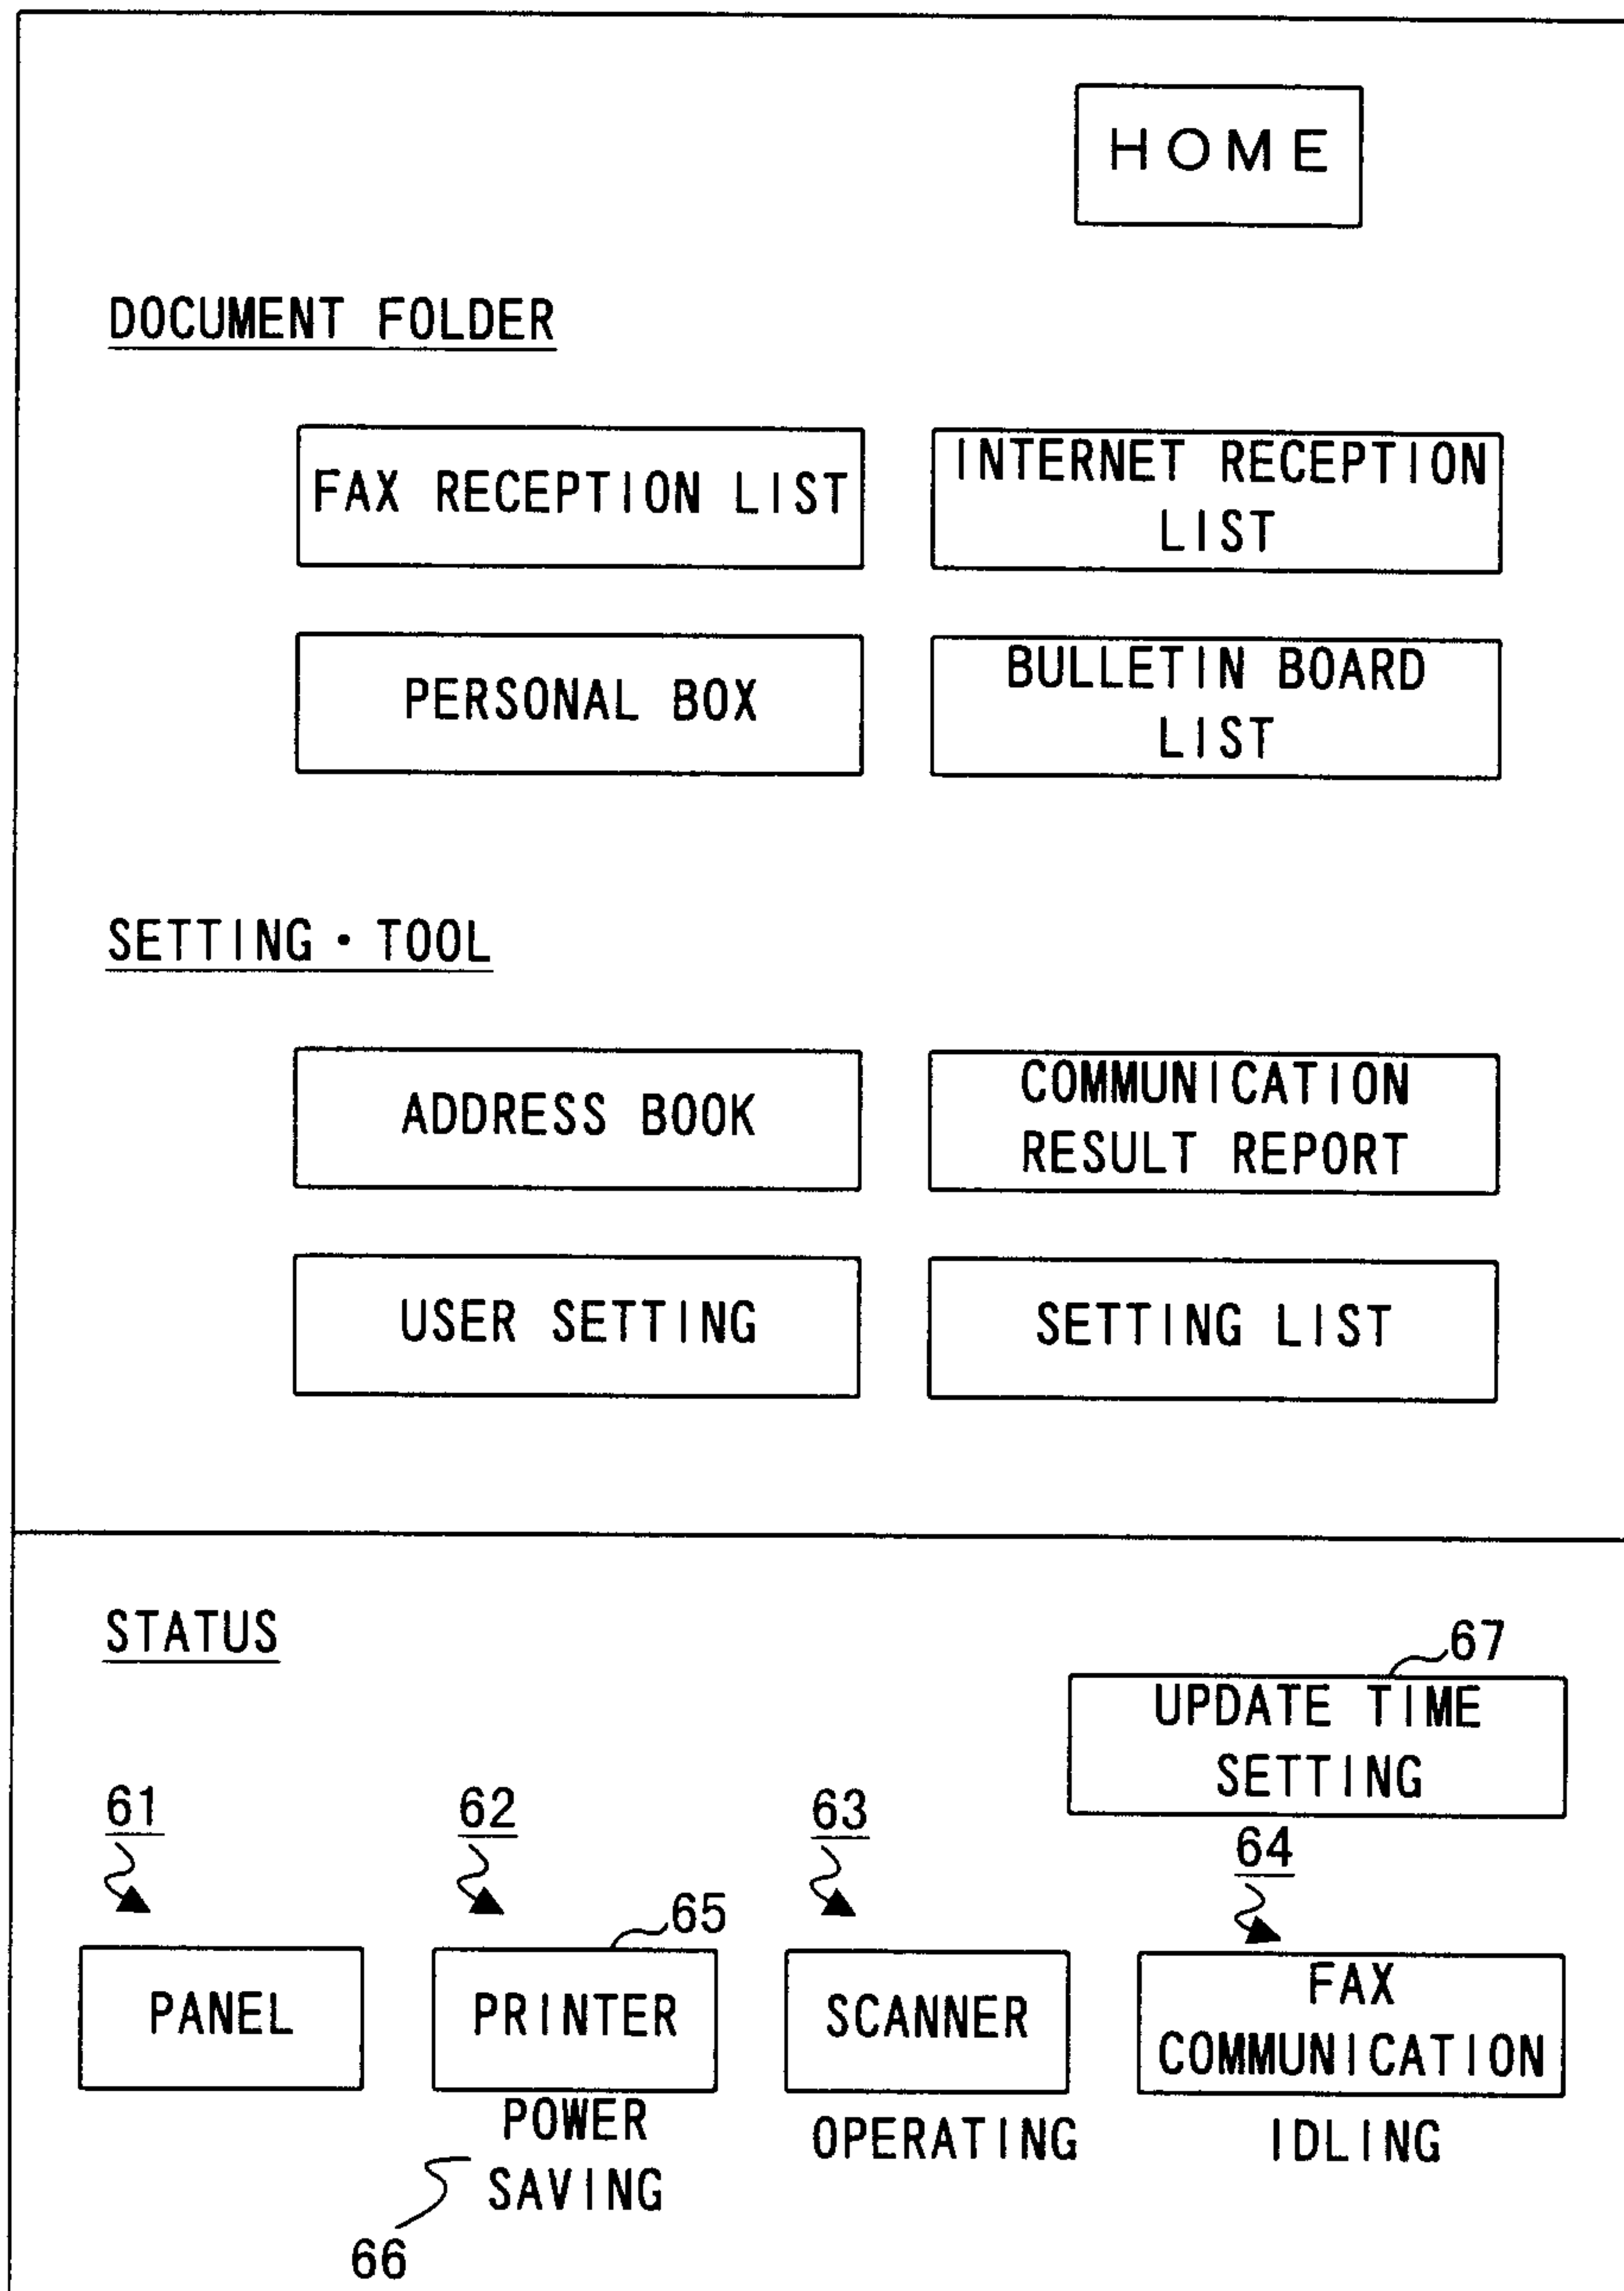 HOME
DOCUMENT FOLDER
FAX RECEPTION LIST
INTERNET RECEPTION
LIST
PERSONAL BOX
BULLETIN BOARD
LIST
SETTING・TOOL
ADDRESS BOOK
COMMUNICATION
RESULT REPORT
USER SETTING
SETTING LIST
STATUS
67
UPDATE TIME
SETTING
61
62
63
64
65
PANEL
PRINTER
SCANNER
FAX
COMMUNICATION
POWER
SAVING
OPERATING
IDLING
66